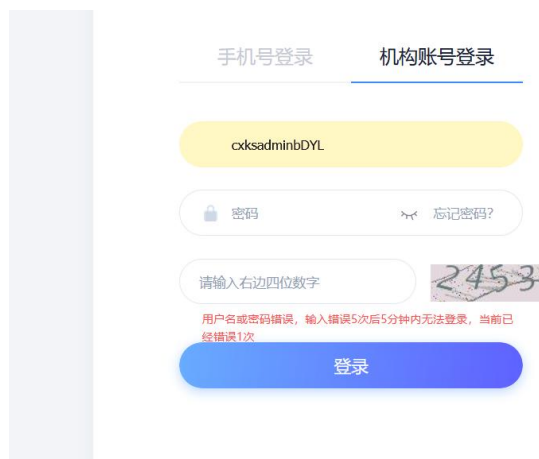 手机号登录 机构账号登录
cxksadminbDYL
密码 忘记密码?
请输入右边四位数字 2453
用户名或密码错误，输入错误5次后5分钟内无法登录，当前已
经错误1次
登录